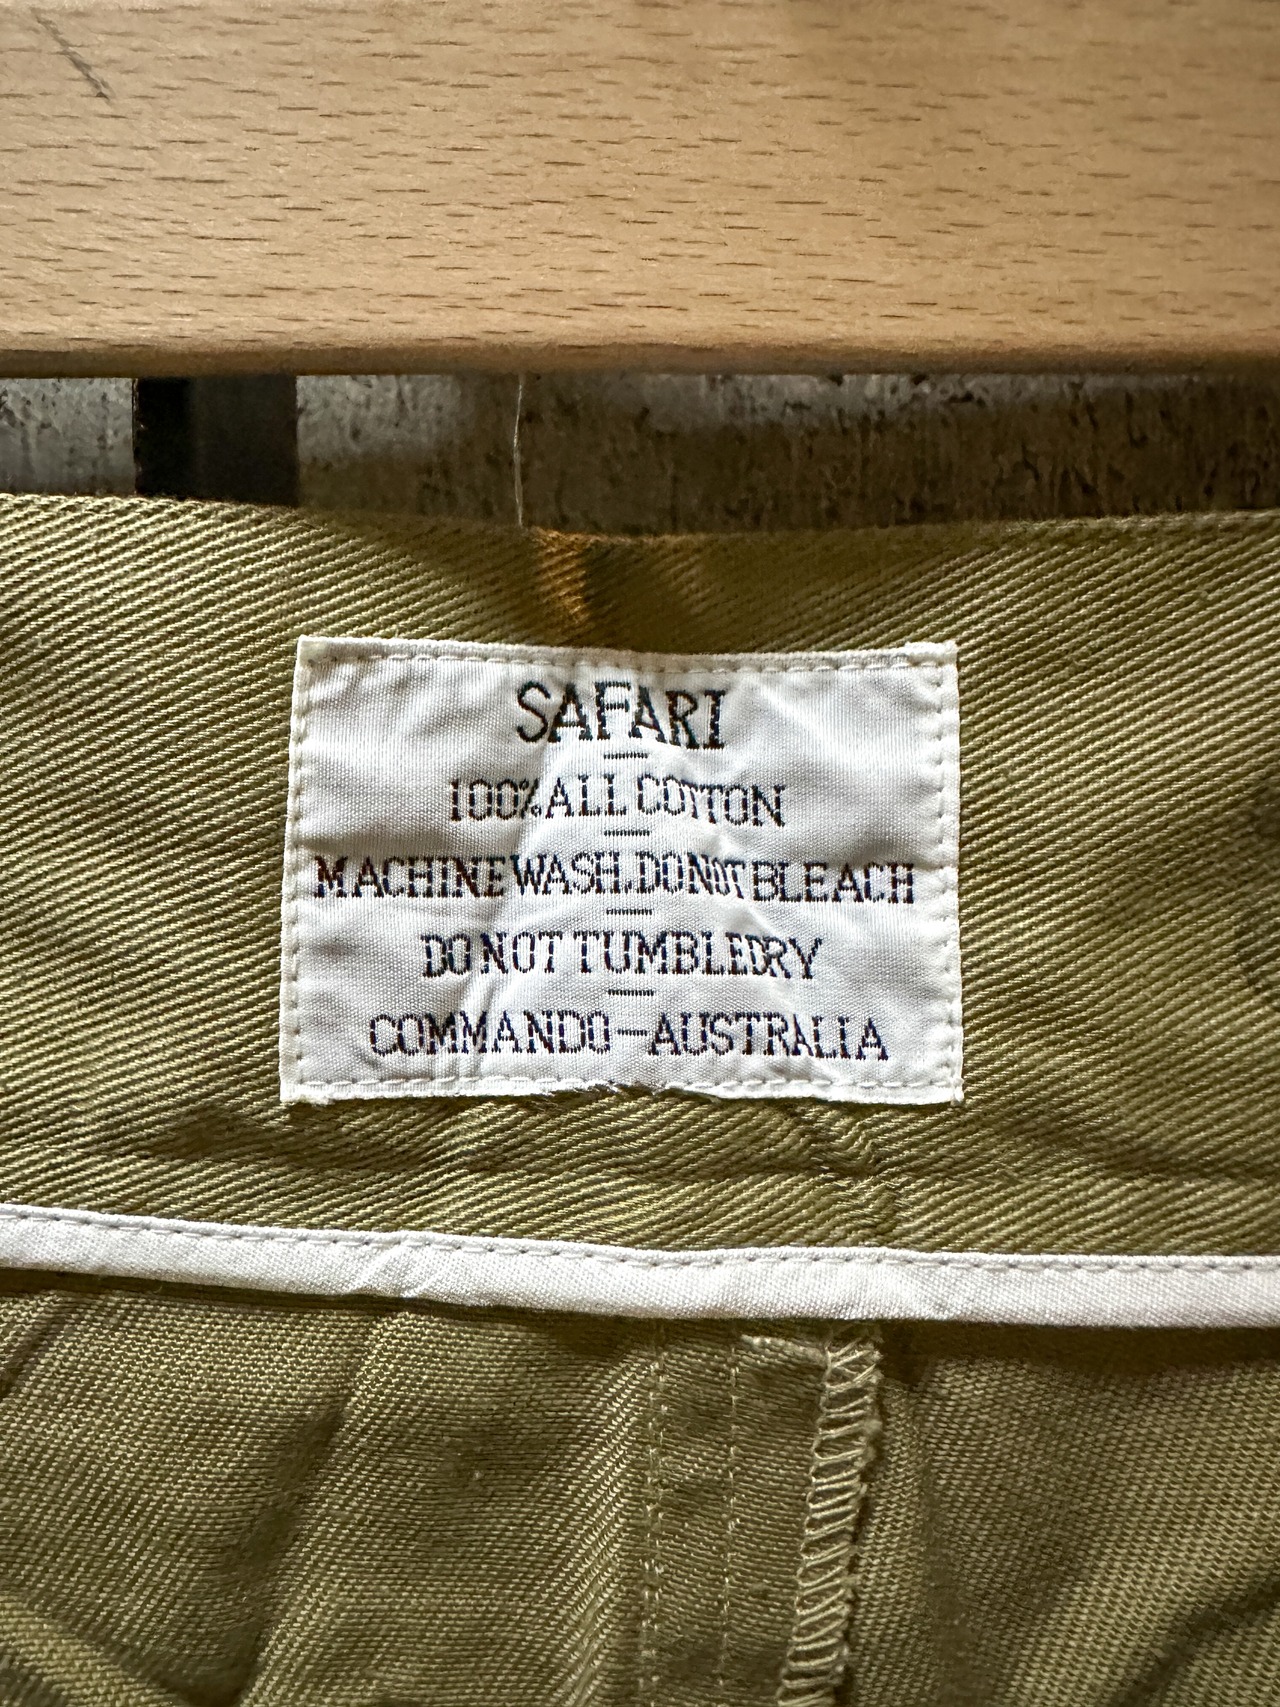 SAFARI
100% ALL COTTON
MACHINE WASH. DO NOT BLEACH
DO NOT TUMBLEDRY
COMMANDO-AUSTRALIA